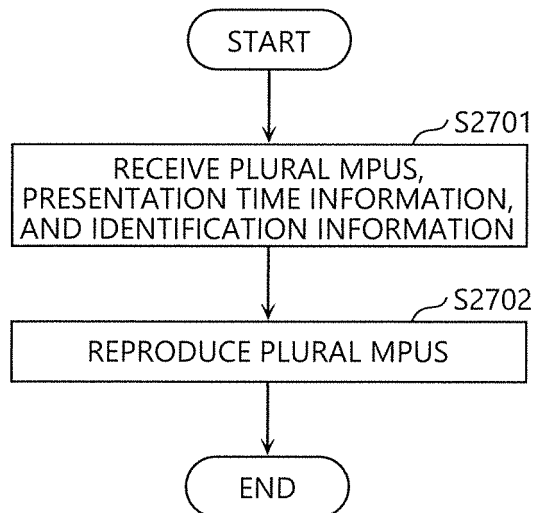 START
S2701
RECEIVE PLURAL MPUS,
PRESENTATION TIME INFORMATION,
AND IDENTIFICATION INFORMATION
S2702
REPRODUCE PLURAL MPUS
END